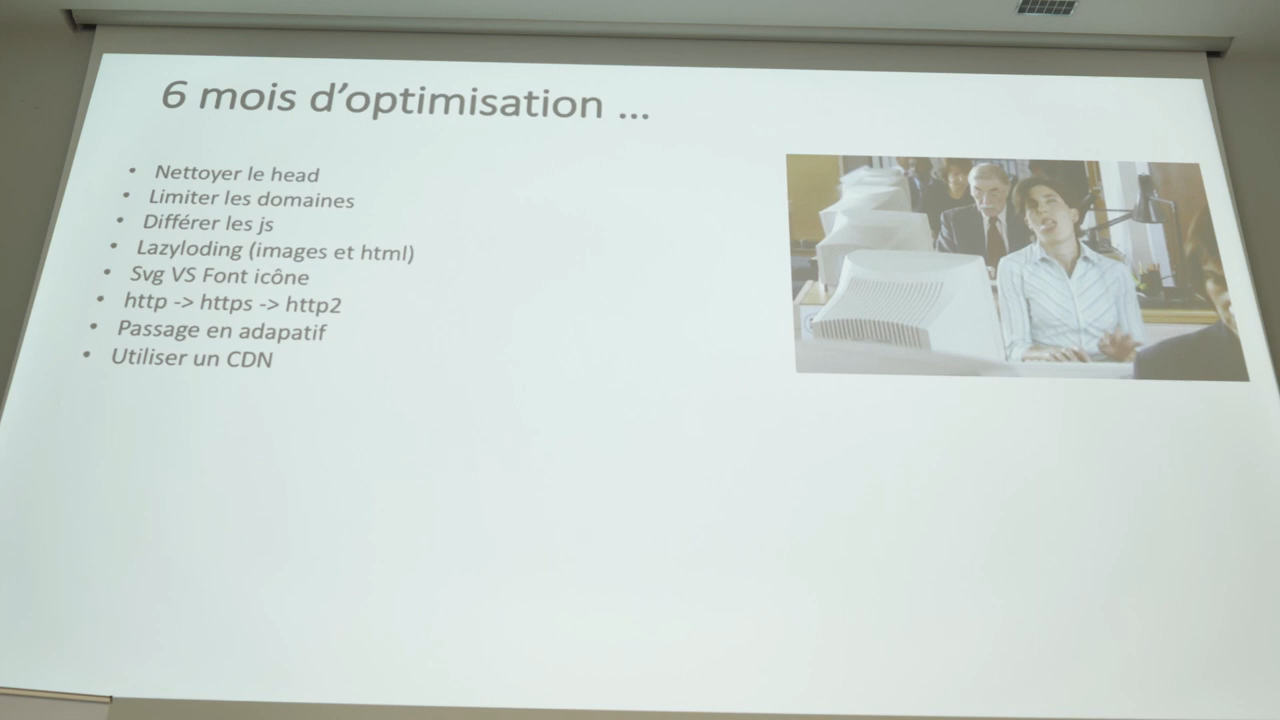 6 mois d'optimisation ...
• Nettoyer le head
• Limiter les domaines
• Différer les js
• Lazyloding (images et html)
• Svg VS Font icône
• http -> https -> http2
• Passage en adapatif
• Utiliser un CDN